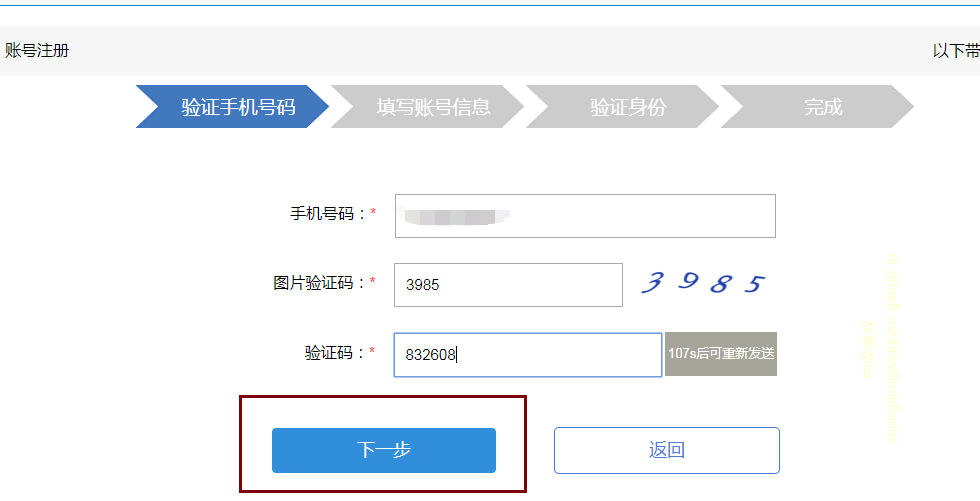 账号注册
以下带
验证手机号码
填写账号信息
验证身份
完成
手机号码：*
图片验证码：* 3985 3985
验证码：* 832608 107s后可重新发送
下一步
返回